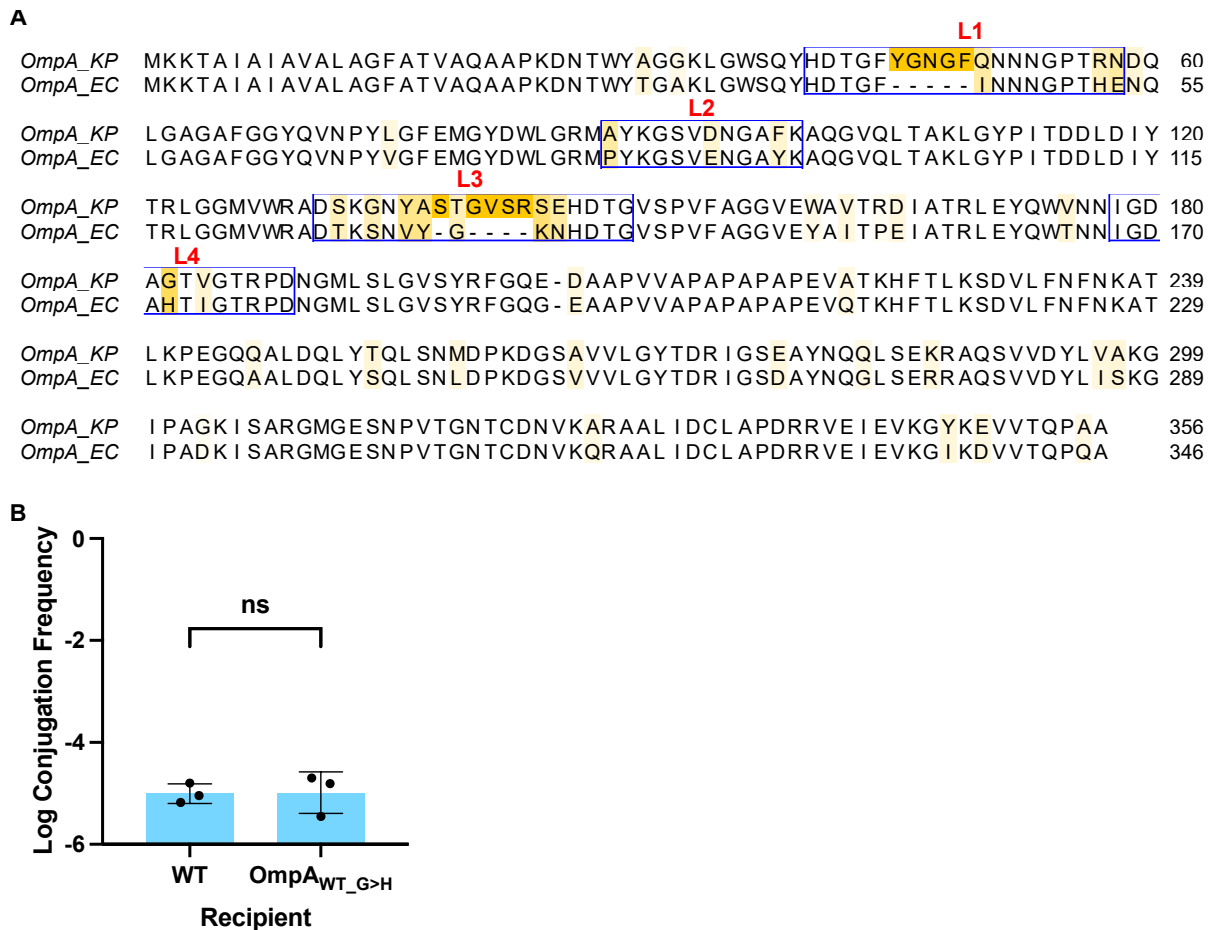 A
L1
OmpA_KP MKKTAIAIAVALAGFATVAQAAPKDNTWYAGGKLGWSQYHDTGFYGNGFQNNNGPTRNDQ 60
OmpA_EC MKKTAIAIAVALAGFATVAQAAPKDNTWYTGAKLGWSQYHDTGF-----INNNGPTHENQ 55
L2
OmpA_KP LGAGAFGGYQVNPYLGFEMGYDWLGRMAYKGSVDNGAFKAQGVQLTAKLGYPITDDLDIY 120
OmpA_EC LGAGAFGGYQVNPYVGFEMGYDWLGRMPYKGSVENGAYKAQGVQLTAKLGYPITDDLDIY 115
L3
OmpA_KP TRLGGMVWRADSKGNYASTGVSRSEHDTGVSPVFAGGVEWAVTRDIATRLEYQWVNNIGD 180
OmpA_EC TRLGGMVWRADTKSNVY-G----KNHDTGVSPVFAGGVEYAITPEIATRLEYQWTNNIGD 170
L4
OmpA_KP AGTVGTRPDNGMLSLGVSYRFGQE-DAAPVVAPAPAPAPEVATKHFTLKSDVLFNFNKAT 239
OmpA_EC AHTIGTRPDNGMLSLGVSYRFGQG-EAAPVVAPAPAPAPEVQTKHFTLKSDVLFNFNKAT 229
OmpA_KP LKPEGQQALDQLYTQLSNMDPKDGSAVVLGYTDRIGSEAYNQQLSEKRAQSVVDYLVAKG 299
OmpA_EC LKPEGQAALDQLYSQLSNLDPKDGSVVVLGYTDRIGSDAYNQGLSERRAQSVVDYLISKG 289
OmpA_KP IPAGKISARGMGESNPVTGNTCDNVKARAALIDCLAPDRRVEIEVKGYKEVVTQPAA 356
OmpA_EC IPADKISARGMGESNPVTGNTCDNVKQRAALIDCLAPDRRVEIEVKGIKDVVTQPQA 346
B
Log Conjugation Frequency
0
-2
-4
-6
ns
WT OmpAWT_G>H
Recipient